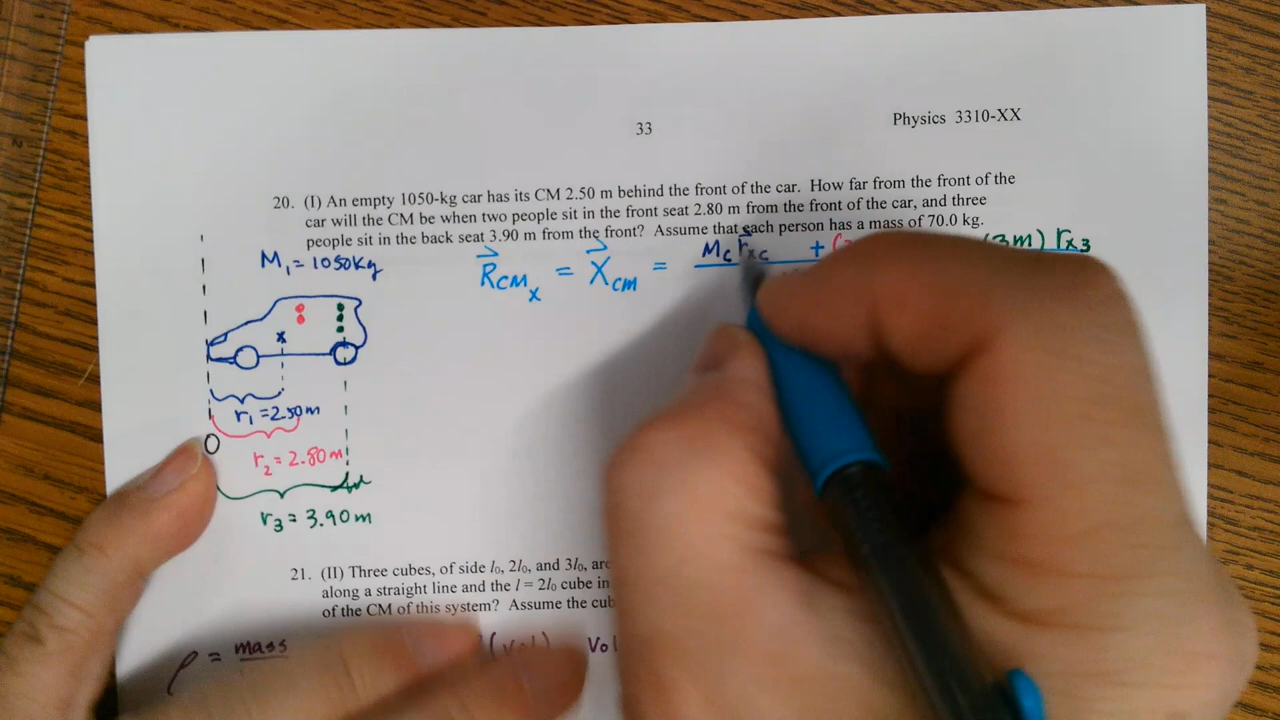 33
Physics 3310-XX
20. (I) An empty 1050-kg car has its CM 2.50 m behind the front of the car. How far from the front of the
car will the CM be when two people sit in the front seat 2.80 m from the front of the car, and three
people sit in the back seat 3.90 m from the front? Assume that each person has a mass of 70.0 kg.
M₁ = 1050kg
R⃗CMₓ = X⃗CM = MC r⃗xC + (3m) rx3
r₁ = 2.50m
O
r₂ = 2.80m
r₃ = 3.90m
21. (II) Three cubes, of side l₀, 2l₀, and 3l₀, are
along a straight line and the l = 2l₀ cube in
of the CM of this system? Assume the cub
ρ = mass
Vol